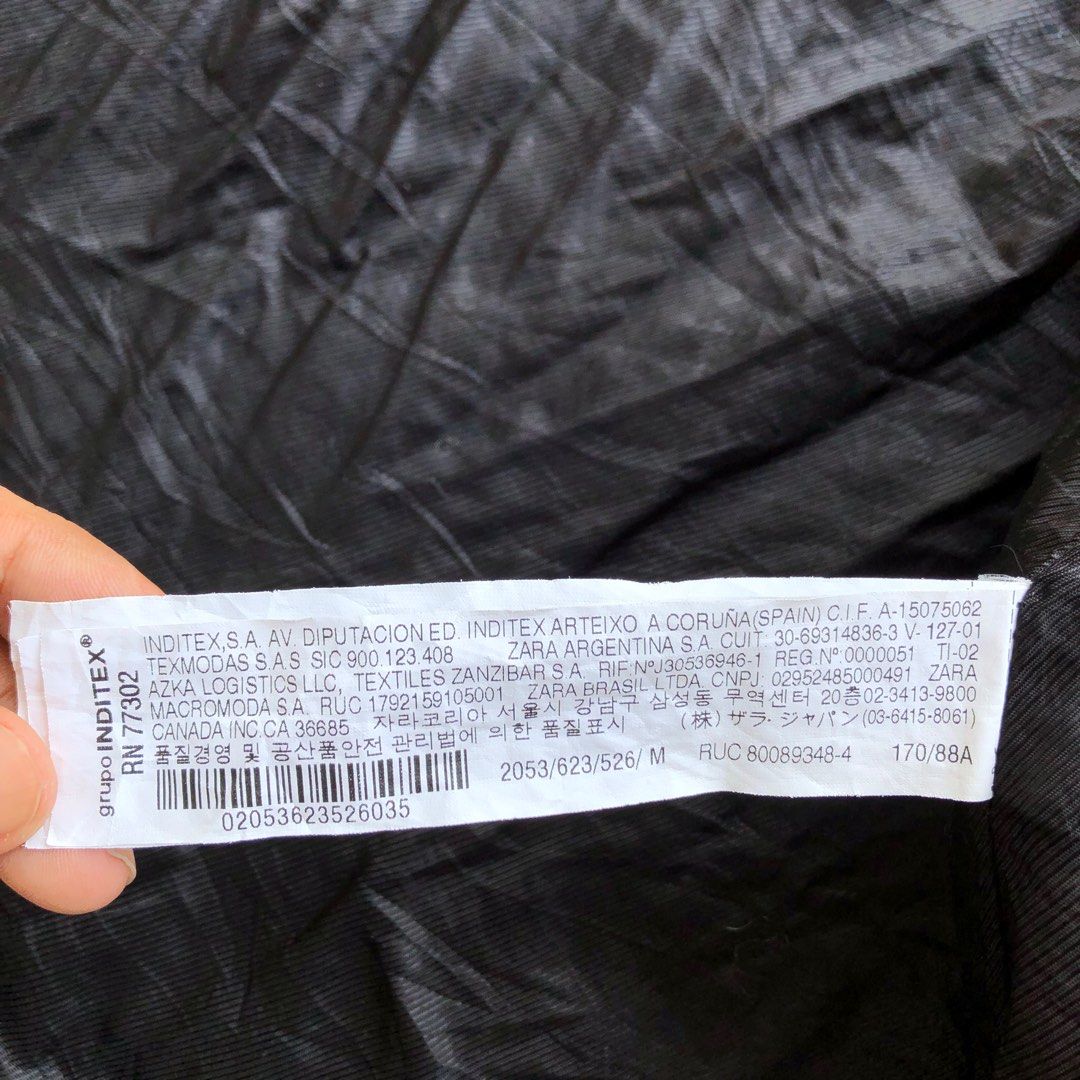 grupo INDITEX®
RN 77302
INDITEX,S.A. AV. DIPUTACION ED. INDITEX ARTEIXO A CORUÑA(SPAIN) C.I.F. A-15075062
TEXMODAS S.A.S SIC 900.123.408 ZARA ARGENTINA S.A. CUIT: 30-69314836-3 V- 127-01
AZKA LOGISTICS LLC, TEXTILES ZANZIBAR S.A. RIF:NºJ30536946-1 REG.Nº:0000051 TI-02
MACROMODA S.A. RUC 1792159105001 ZARA BRASIL LTDA, CNPJ: 02952485000491 ZARA
CANADA INC.CA 36685 자라코리아 서울시 강남구 삼성동 무역센터 20층02-3413-9800
품질경영 및 공산품안전 관리법에 의한 품질표시 (株) ザラ・ジャパン (03-6415-8061)
2053/623/526/ M RUC 80089348-4 170/88A
02053623526035